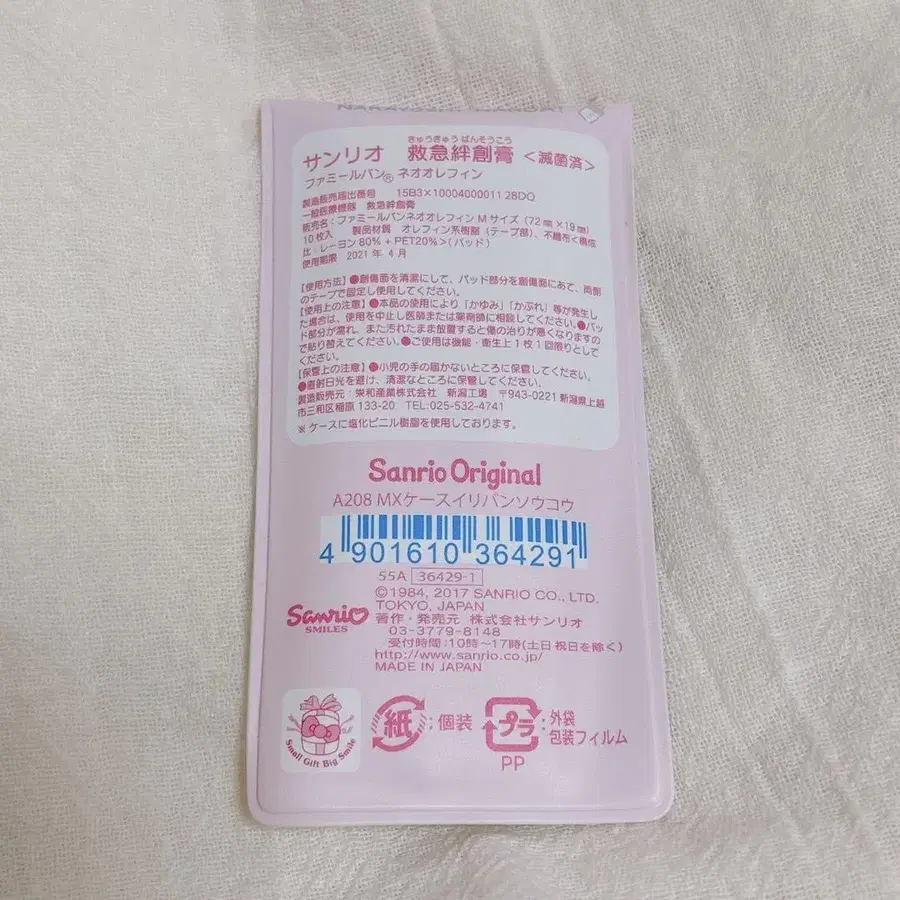 きゅうきゅう ばんそうこう
サンリオ 救急絆創膏 <滅菌済>
ファミールバン® ネオオレフィン
製造販売届出番号 15B3×10004000011 28DQ
一般医療機器 救急絆創膏
販売名:ファミールバンネオオレフィン M サイズ (72㎜×19㎜)
10枚入 製品材質 オレフィン系樹脂 (テープ部)、不織布<構成
比:レーヨン 80%+PET20%>(パッド)
使用期限 2021 年 4 月
【使用方法】●創傷面を清潔にして、パッド部分を創傷面にあて、両側
のテープで固定し使用してください。
【使用上の注意】●本品の使用により「かゆみ」「かぶれ」等が発生し
た場合は、使用を中止し医師または薬剤師に相談してください。●パッ
ド部分が濡れ、また汚れたまま放置すると傷の治りが悪くなりますの
で貼り替えてください。●ご使用は機能・衛生上1枚1回限りとして
ください。
【保管上の注意】●小児の手の届かないところに保管してください。
●直射日光を避け、清潔なところに保管してください。
製造販売元:栄和産業株式会社 新潟工場 〒943-0221 新潟県上越
市三和区稲原 133-20 TEL:025-532-4741
※ケースに塩化ビニル樹脂を使用しております。
Sanrio Original
A208 MXケースイリバンソウコウ
4 901610 364291
55A 36429-1
©1984, 2017 SANRIO CO., LTD.
TOKYO, JAPAN
Sanrio
SMILES
著作・発売元 株式会社サンリオ
03-3779-8148
受付時間:10時~17時(土日祝日を除く)
http://www.sanrio.co.jp/
MADE IN JAPAN
Small Gift Big Smile
紙:個装
プラ:外袋
包装フィルム
PP